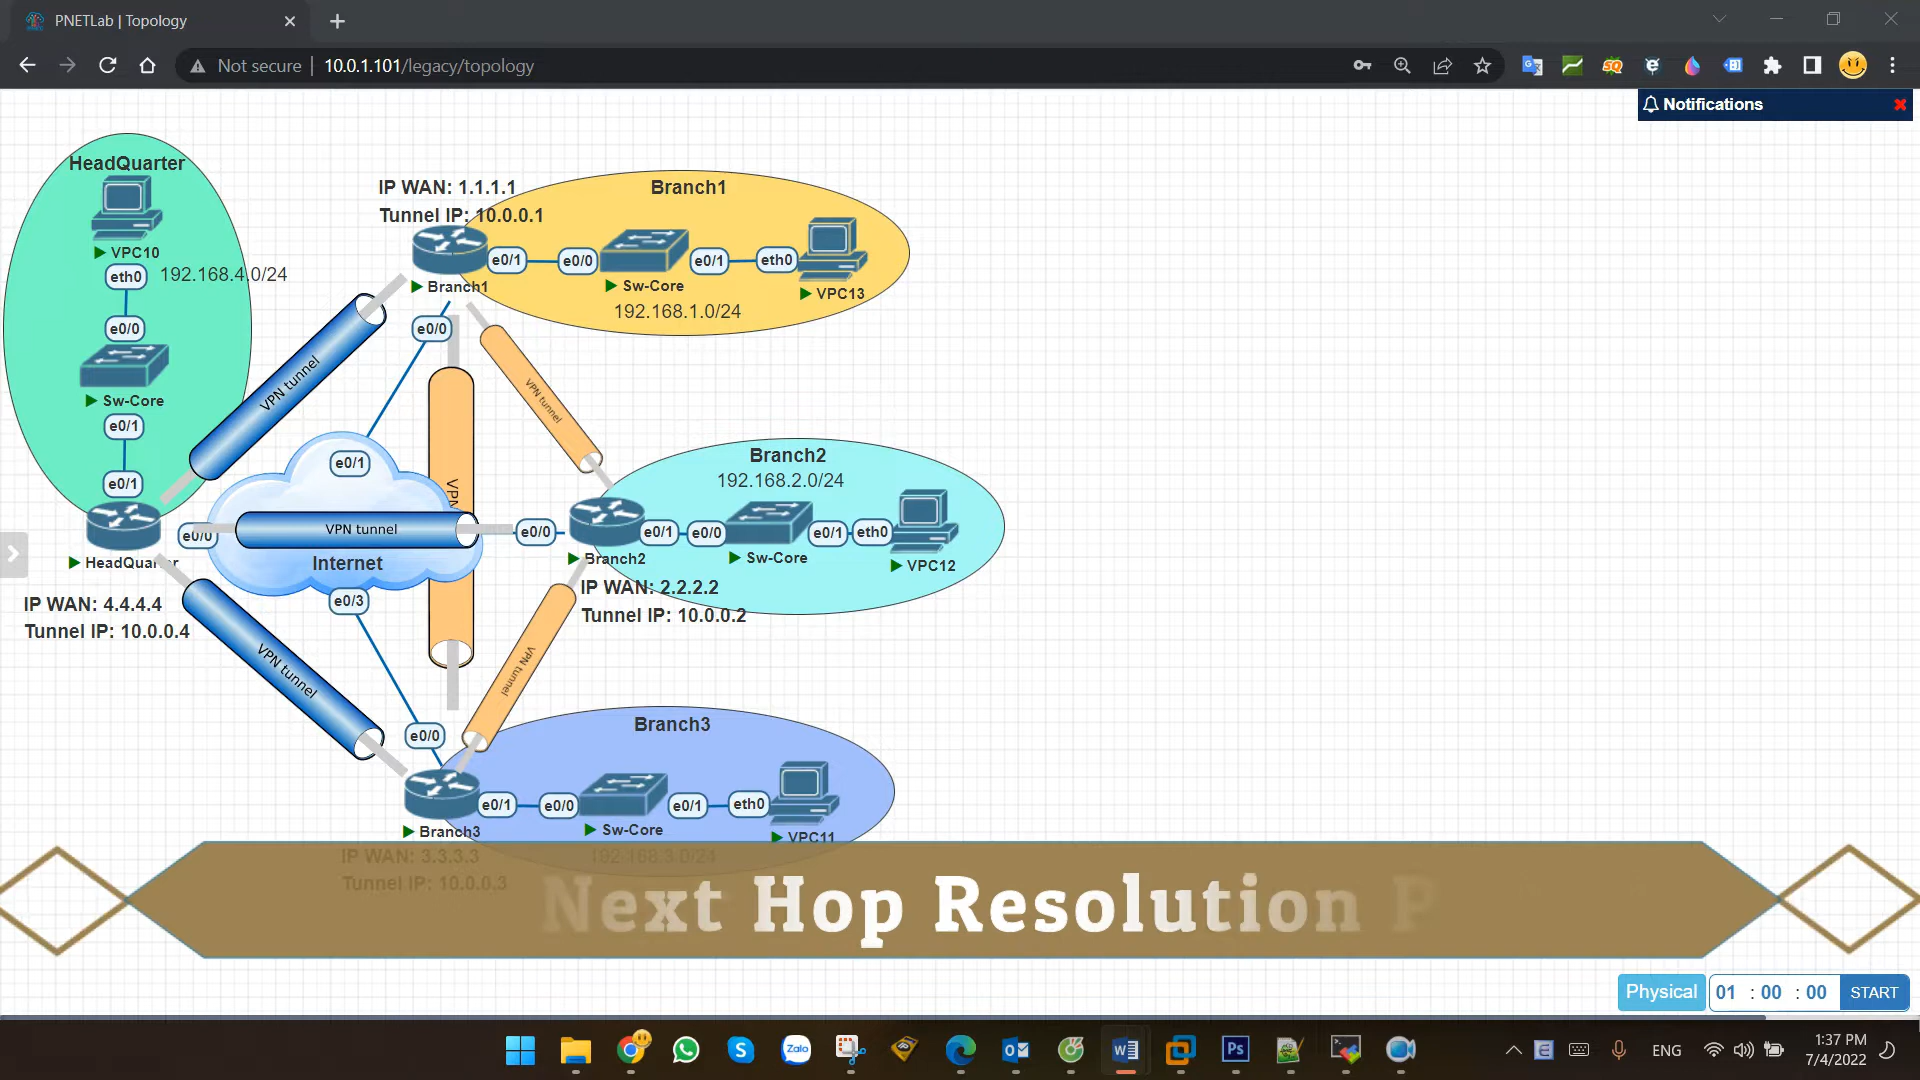 PNETLab | Topology
Not secure
10.0.1.101/legacy/topology
Notifications
HeadQuarter
VPC10
eth0
192.168.4.0/24
e0/0
Sw-Core
e0/1
e0/1
HeadQuarter
e0/0
IP WAN: 4.4.4.4
Tunnel IP: 10.0.0.4
IP WAN: 1.1.1.1
Tunnel IP: 10.0.0.1
Branch1
Branch1
e0/1
e0/0
Sw-Core
e0/1
eth0
VPC13
192.168.1.0/24
e0/0
VPN tunnel
VPN tunnel
VPN
e0/1
VPN tunnel
Internet
e0/3
e0/0
Branch2
192.168.2.0/24
Branch2
e0/1
e0/0
Sw-Core
e0/1
eth0
VPC12
IP WAN: 2.2.2.2
Tunnel IP: 10.0.0.2
VPN tunnel
VPN tunnel
e0/0
Branch3
Branch3
e0/1
e0/0
Sw-Core
e0/1
eth0
VPC11
IP WAN: 3.3.3.3
Tunnel IP: 10.0.0.3
192.168.3.0/24
Next Hop Resolution P
Physical
01 : 00 : 00
START
Zalo
ENG
1:37 PM
7/4/2022